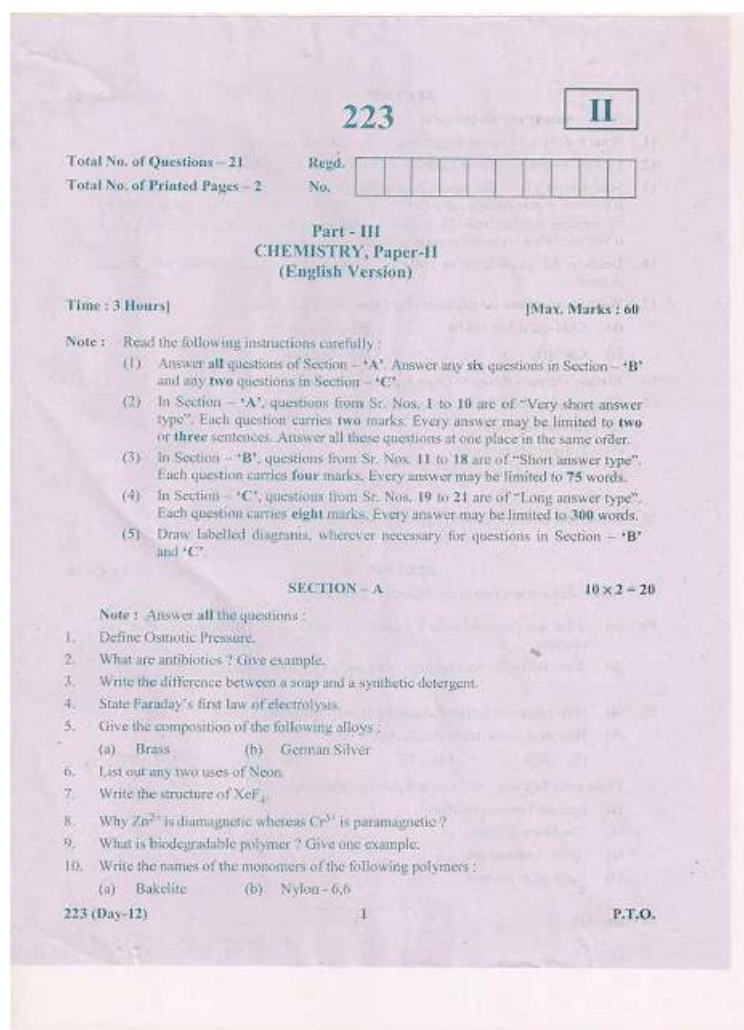 223
II
Total No. of Questions – 21 Regd.
Total No. of Printed Pages – 2 No.
Part - III
CHEMISTRY, Paper-II
(English Version)
Time : 3 Hours] [Max. Marks : 60
Note : Read the following instructions carefully :
(1) Answer all questions of Section – 'A'. Answer any six questions in Section – 'B'
and any two questions in Section – 'C'.
(2) In Section – 'A', questions from Sr. Nos. 1 to 10 are of "Very short answer
type". Each question carries two marks. Every answer may be limited to two
or three sentences. Answer all these questions at one place in the same order.
(3) In Section – 'B', questions from Sr. Nos. 11 to 18 are of "Short answer type".
Each question carries four marks. Every answer may be limited to 75 words.
(4) In Section – 'C', questions from Sr. Nos. 19 to 21 are of "Long answer type".
Each question carries eight marks. Every answer may be limited to 300 words.
(5) Draw labelled diagrams, wherever necessary for questions in Section – 'B'
and 'C'.
SECTION – A 10 × 2 = 20
Note : Answer all the questions :
1. Define Osmotic Pressure.
2. What are antibiotics ? Give example.
3. Write the difference between a soap and a synthetic detergent.
4. State Faraday's first law of electrolysis.
5. Give the composition of the following alloys :
(a) Brass (b) German Silver
6. List out any two uses of Neon.
7. Write the structure of XeF₄.
8. Why Zn²⁺ is diamagnetic whereas Cr³⁺ is paramagnetic ?
9. What is biodegradable polymer ? Give one example.
10. Write the names of the monomers of the following polymers :
(a) Bakelite (b) Nylon - 6,6
223 (Day-12) 1 P.T.O.